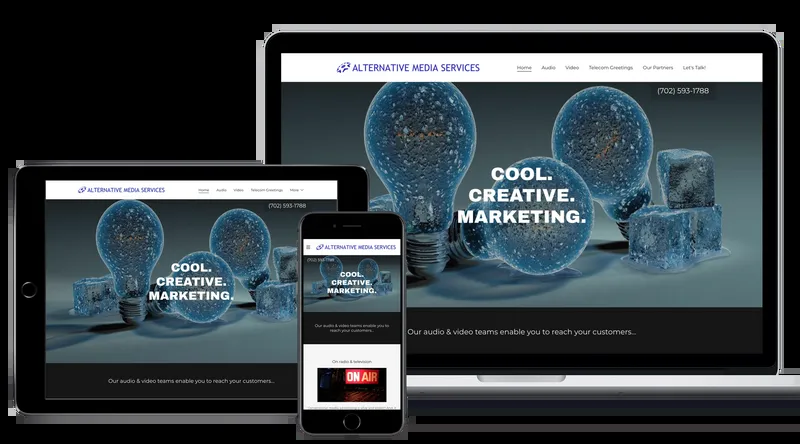 ALTERNATIVE MEDIA SERVICES
Home Audio Video Telecom Greetings Our Partners Let's Talk!
(702) 593-1788
COOL.
CREATIVE.
MARKETING.
Our audio & video teams enable you to reach your customers...
ALTERNATIVE MEDIA SERVICES
Home Audio Video Telecom Greetings More
(702) 593-1788
COOL.
CREATIVE.
MARKETING.
Our audio & video teams enable you to reach your customers...
ALTERNATIVE MEDIA SERVICES
(702) 593-1788
COOL.
CREATIVE.
MARKETING.
Our audio & video teams enable you to
reach your customers...
On radio & television
ON AIR